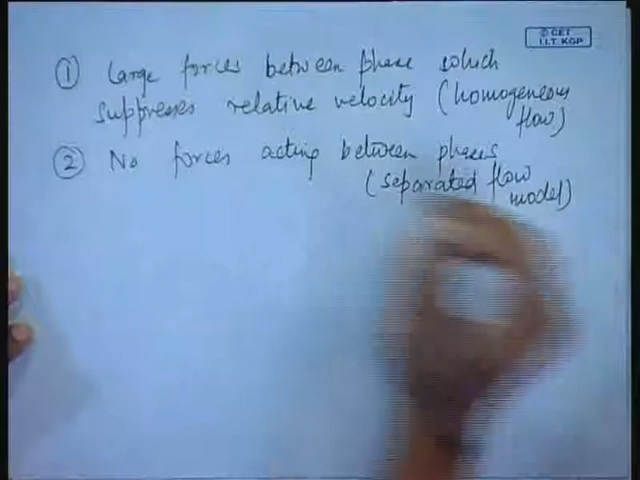 © CET
I.I.T. KGP
① Large forces between phase which
suppresses relative velocity (homogeneous
flow)
② No forces acting between phases
(separated flow
model)